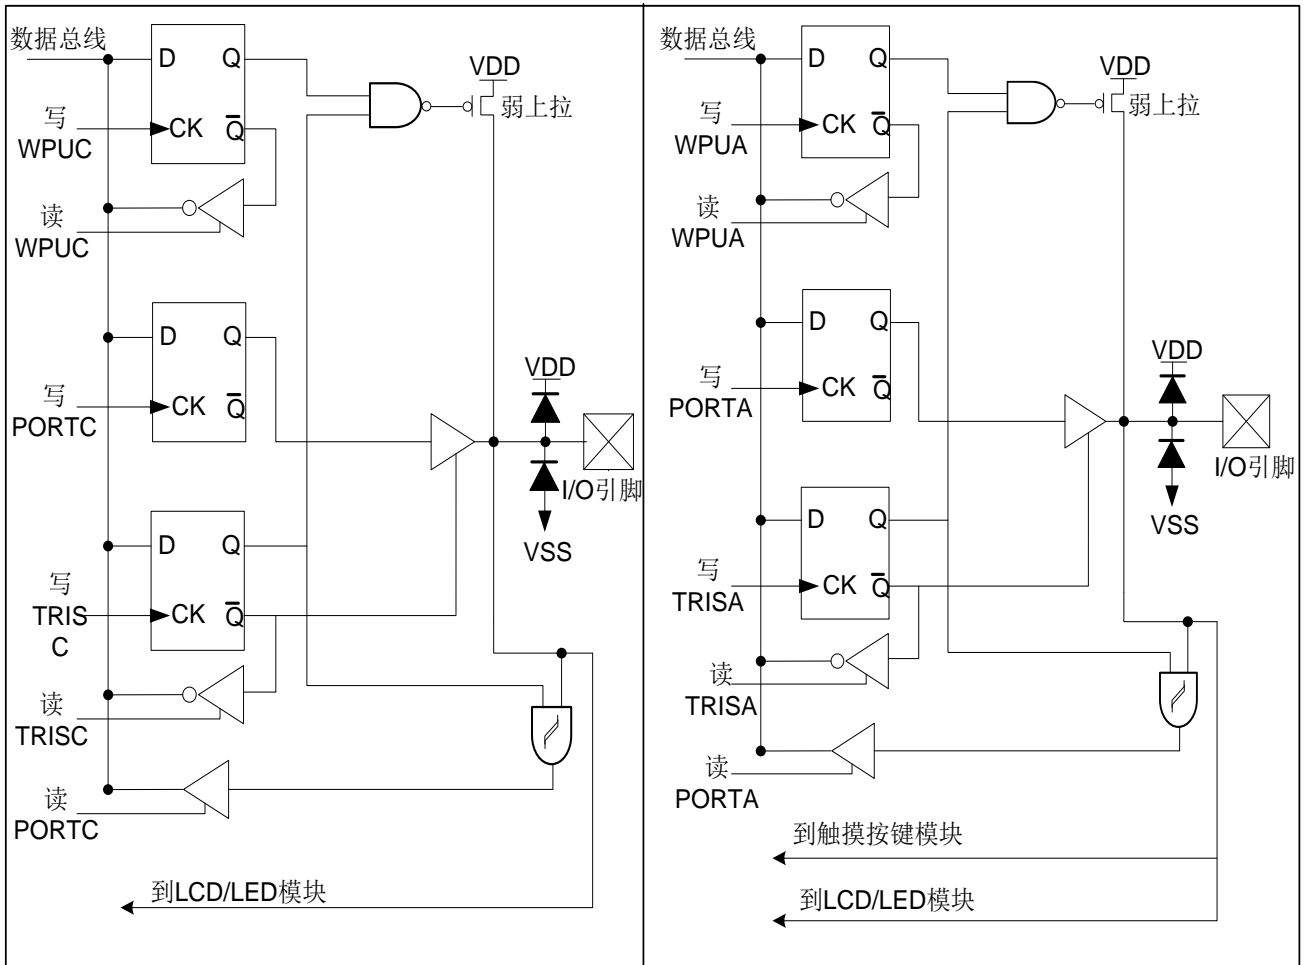 数据总线
D Q
VDD
弱上拉
写
WPUC
CK Q
读
WPUC
D Q
写
PORTC
CK Q
VDD
I/O引脚
VSS
D Q
写
TRIS
C
CK Q
读
TRISC
读
PORTC
到LCD/LED模块
数据总线
D Q
VDD
弱上拉
写
WPUA
CK Q
读
WPUA
D Q
写
PORTA
CK Q
VDD
I/O引脚
VSS
D Q
写
TRISA
CK Q
读
TRISA
读
PORTA
到触摸按键模块
到LCD/LED模块